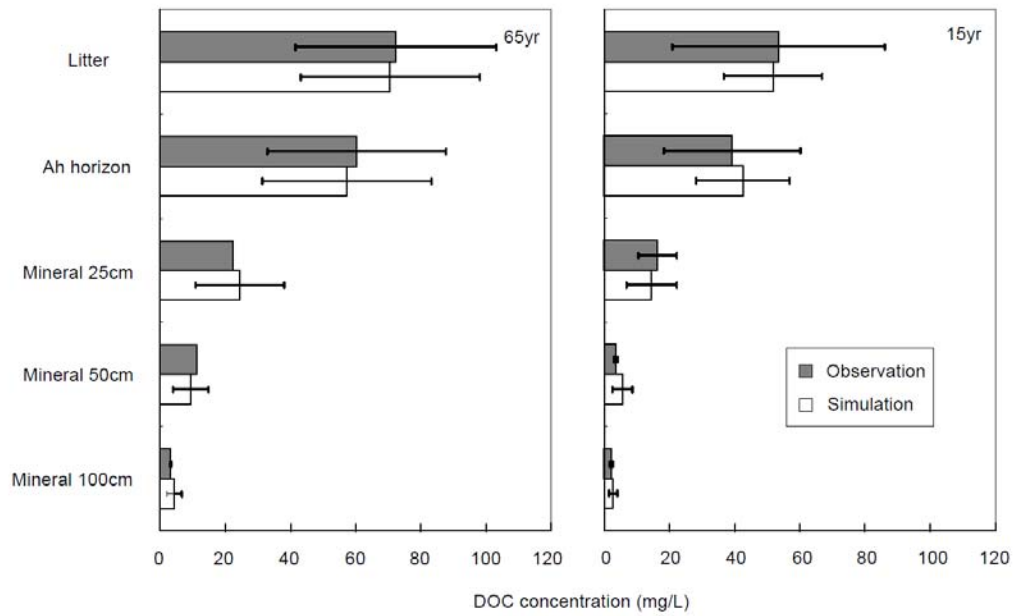 65yr
15yr
Litter
Ah horizon
Mineral 25cm
Mineral 50cm
Mineral 100cm
Observation
Simulation
0 20 40 60 80 100 120
0 20 40 60 80 100 120
DOC concentration (mg/L)